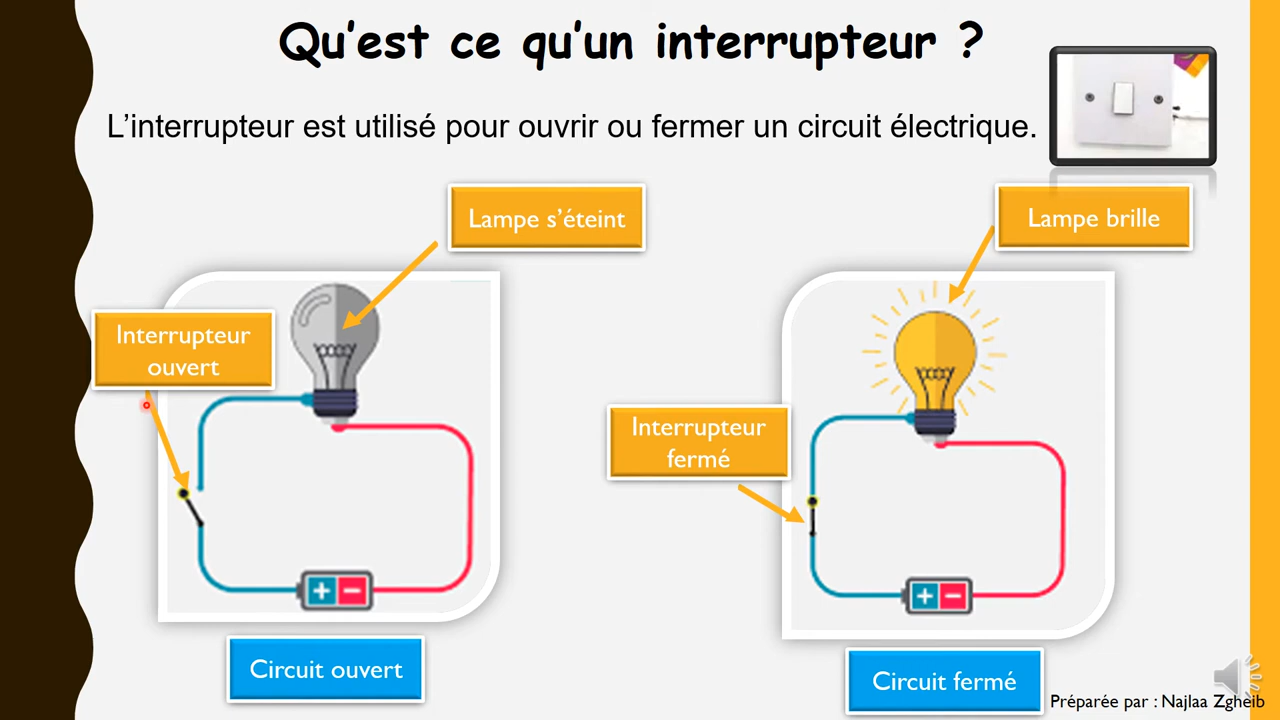 Qu’est ce qu’un interrupteur ?
L’interrupteur est utilisé pour ouvrir ou fermer un circuit électrique.
Lampe s’éteint
Lampe brille
Interrupteur
ouvert
Interrupteur
fermé
+ −
+ −
Circuit ouvert
Circuit fermé
Préparée par : Najlaa Zgheib